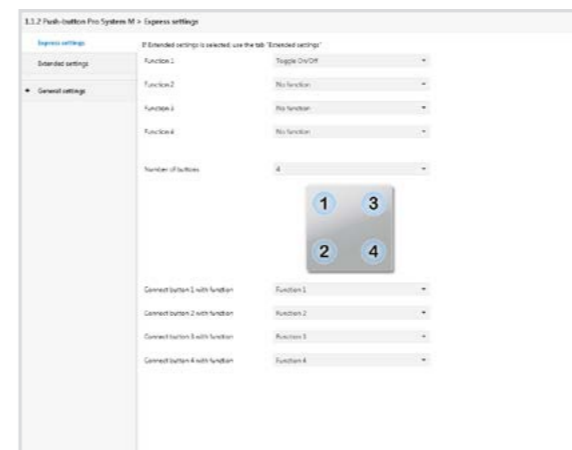 1.1.2 Push-button Pro System M > Express settings
Express settings
If Extended settings is selected, use the tab "Extended settings"
Extended settings
Function 1 Toggle On/Off
Function 2 No function
+ General settings
Function 3 No function
Function 4 No function
Number of buttons 4
1 3
2 4
Connect button 1 with function Function 1
Connect button 2 with function Function 2
Connect button 3 with function Function 3
Connect button 4 with function Function 4